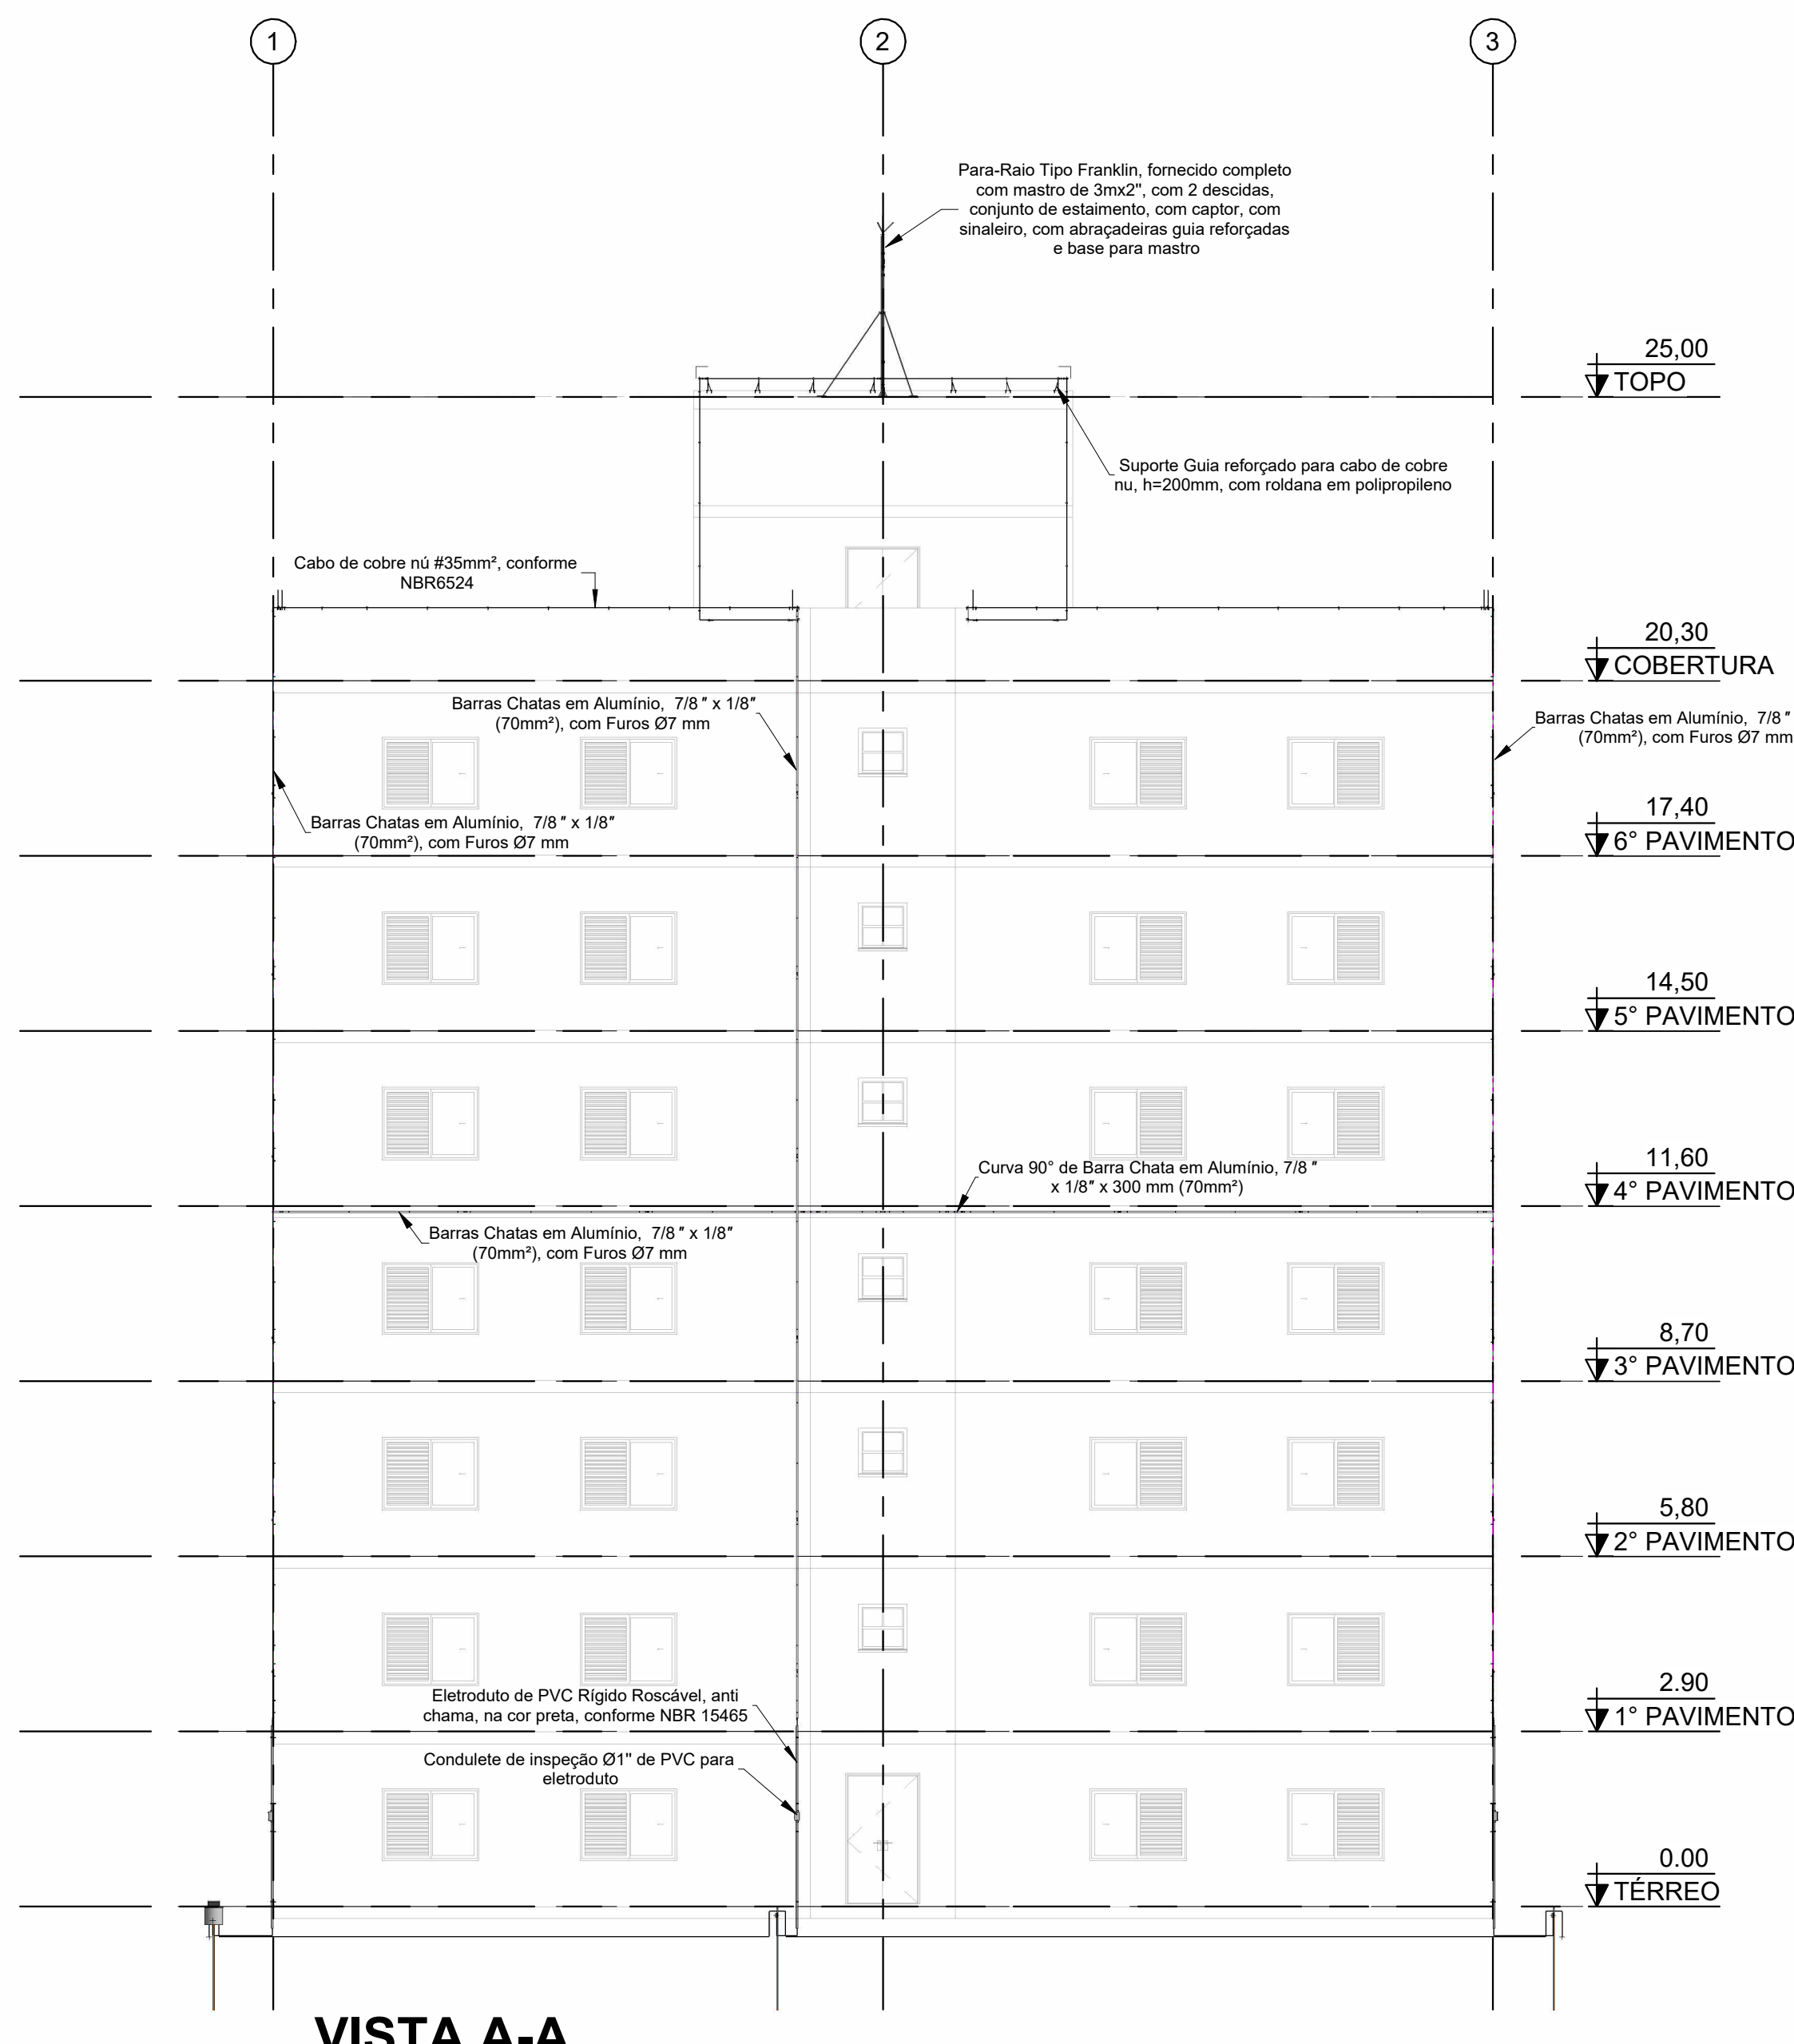 1
2
3
Para-Raio Tipo Franklin, fornecido completo
com mastro de 3mx2", com 2 descidas,
conjunto de estaimento, com captor, com
sinaleiro, com abraçadeiras guia reforçadas
e base para mastro
25,00
TOPO
Suporte Guia reforçado para cabo de cobre
nu, h=200mm, com roldana em polipropileno
Cabo de cobre nú #35mm², conforme
NBR6524
20,30
COBERTURA
Barras Chatas em Alumínio, 7/8" x 1/8"
(70mm²), com Furos Ø7 mm
Barras Chatas em Alumínio, 7/8"
(70mm²), com Furos Ø7 mm
Barras Chatas em Alumínio, 7/8" x 1/8"
(70mm²), com Furos Ø7 mm
17,40
6° PAVIMENTO
14,50
5° PAVIMENTO
Curva 90° de Barra Chata em Alumínio, 7/8"
x 1/8" x 300 mm (70mm²)
11,60
4° PAVIMENTO
Barras Chatas em Alumínio, 7/8" x 1/8"
(70mm²), com Furos Ø7 mm
8,70
3° PAVIMENTO
5,80
2° PAVIMENTO
Eletroduto de PVC Rígido Roscável, anti
chama, na cor preta, conforme NBR 15465
2.90
1° PAVIMENTO
Condulete de inspeção Ø1" de PVC para
eletroduto
0.00
TÉRREO
VISTA A-A